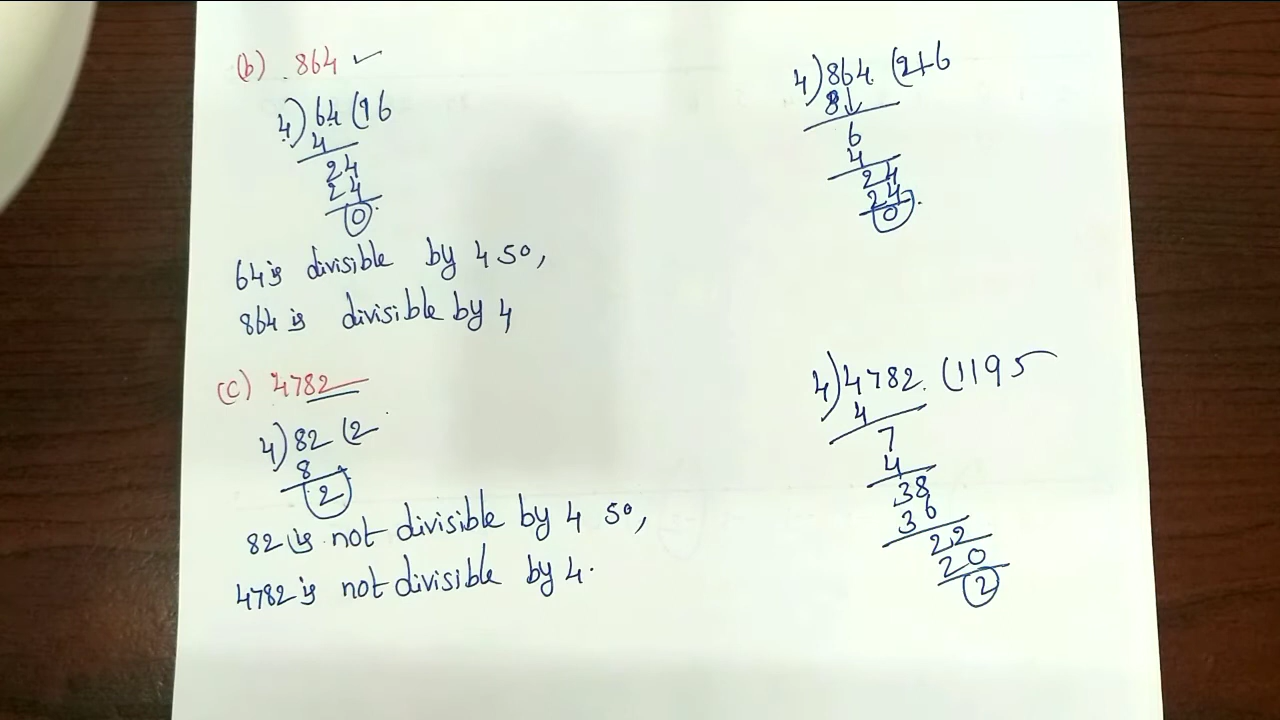 (b) 864 ✓
4) 64 (16
4
24
24
0
64 is divisible by 4 so,
864 is divisible by 4
4) 864 (216
8↓
6
4
24
24
0
(c) 4782
4) 82 (2
8
2
82 is not divisible by 4 so,
4782 is not divisible by 4.
4) 4782 (1195
4
7
4
38
36
22
20
2